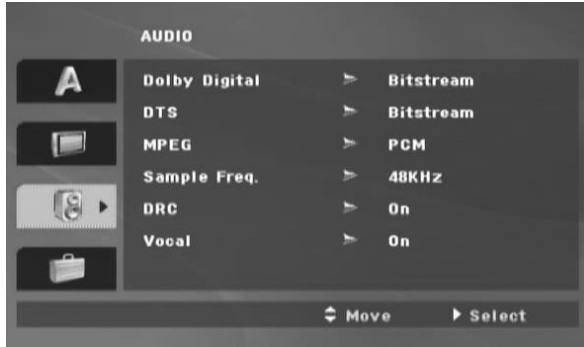 AUDIO
A
Dolby Digital Bitstream
DTS Bitstream
MPEG PCM
Sample Freq. 48KHz
DRC On
Vocal On
Move Select